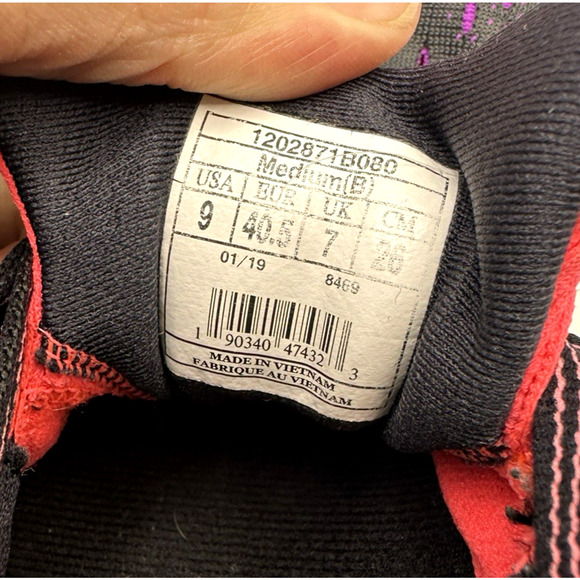 1202871B080
Medium(B)
USA EUR UK CM
9 40.5 7 26
01/19 8469
1 90340 47432 3
MADE IN VIETNAM
FABRIQUE AU VIETNAM